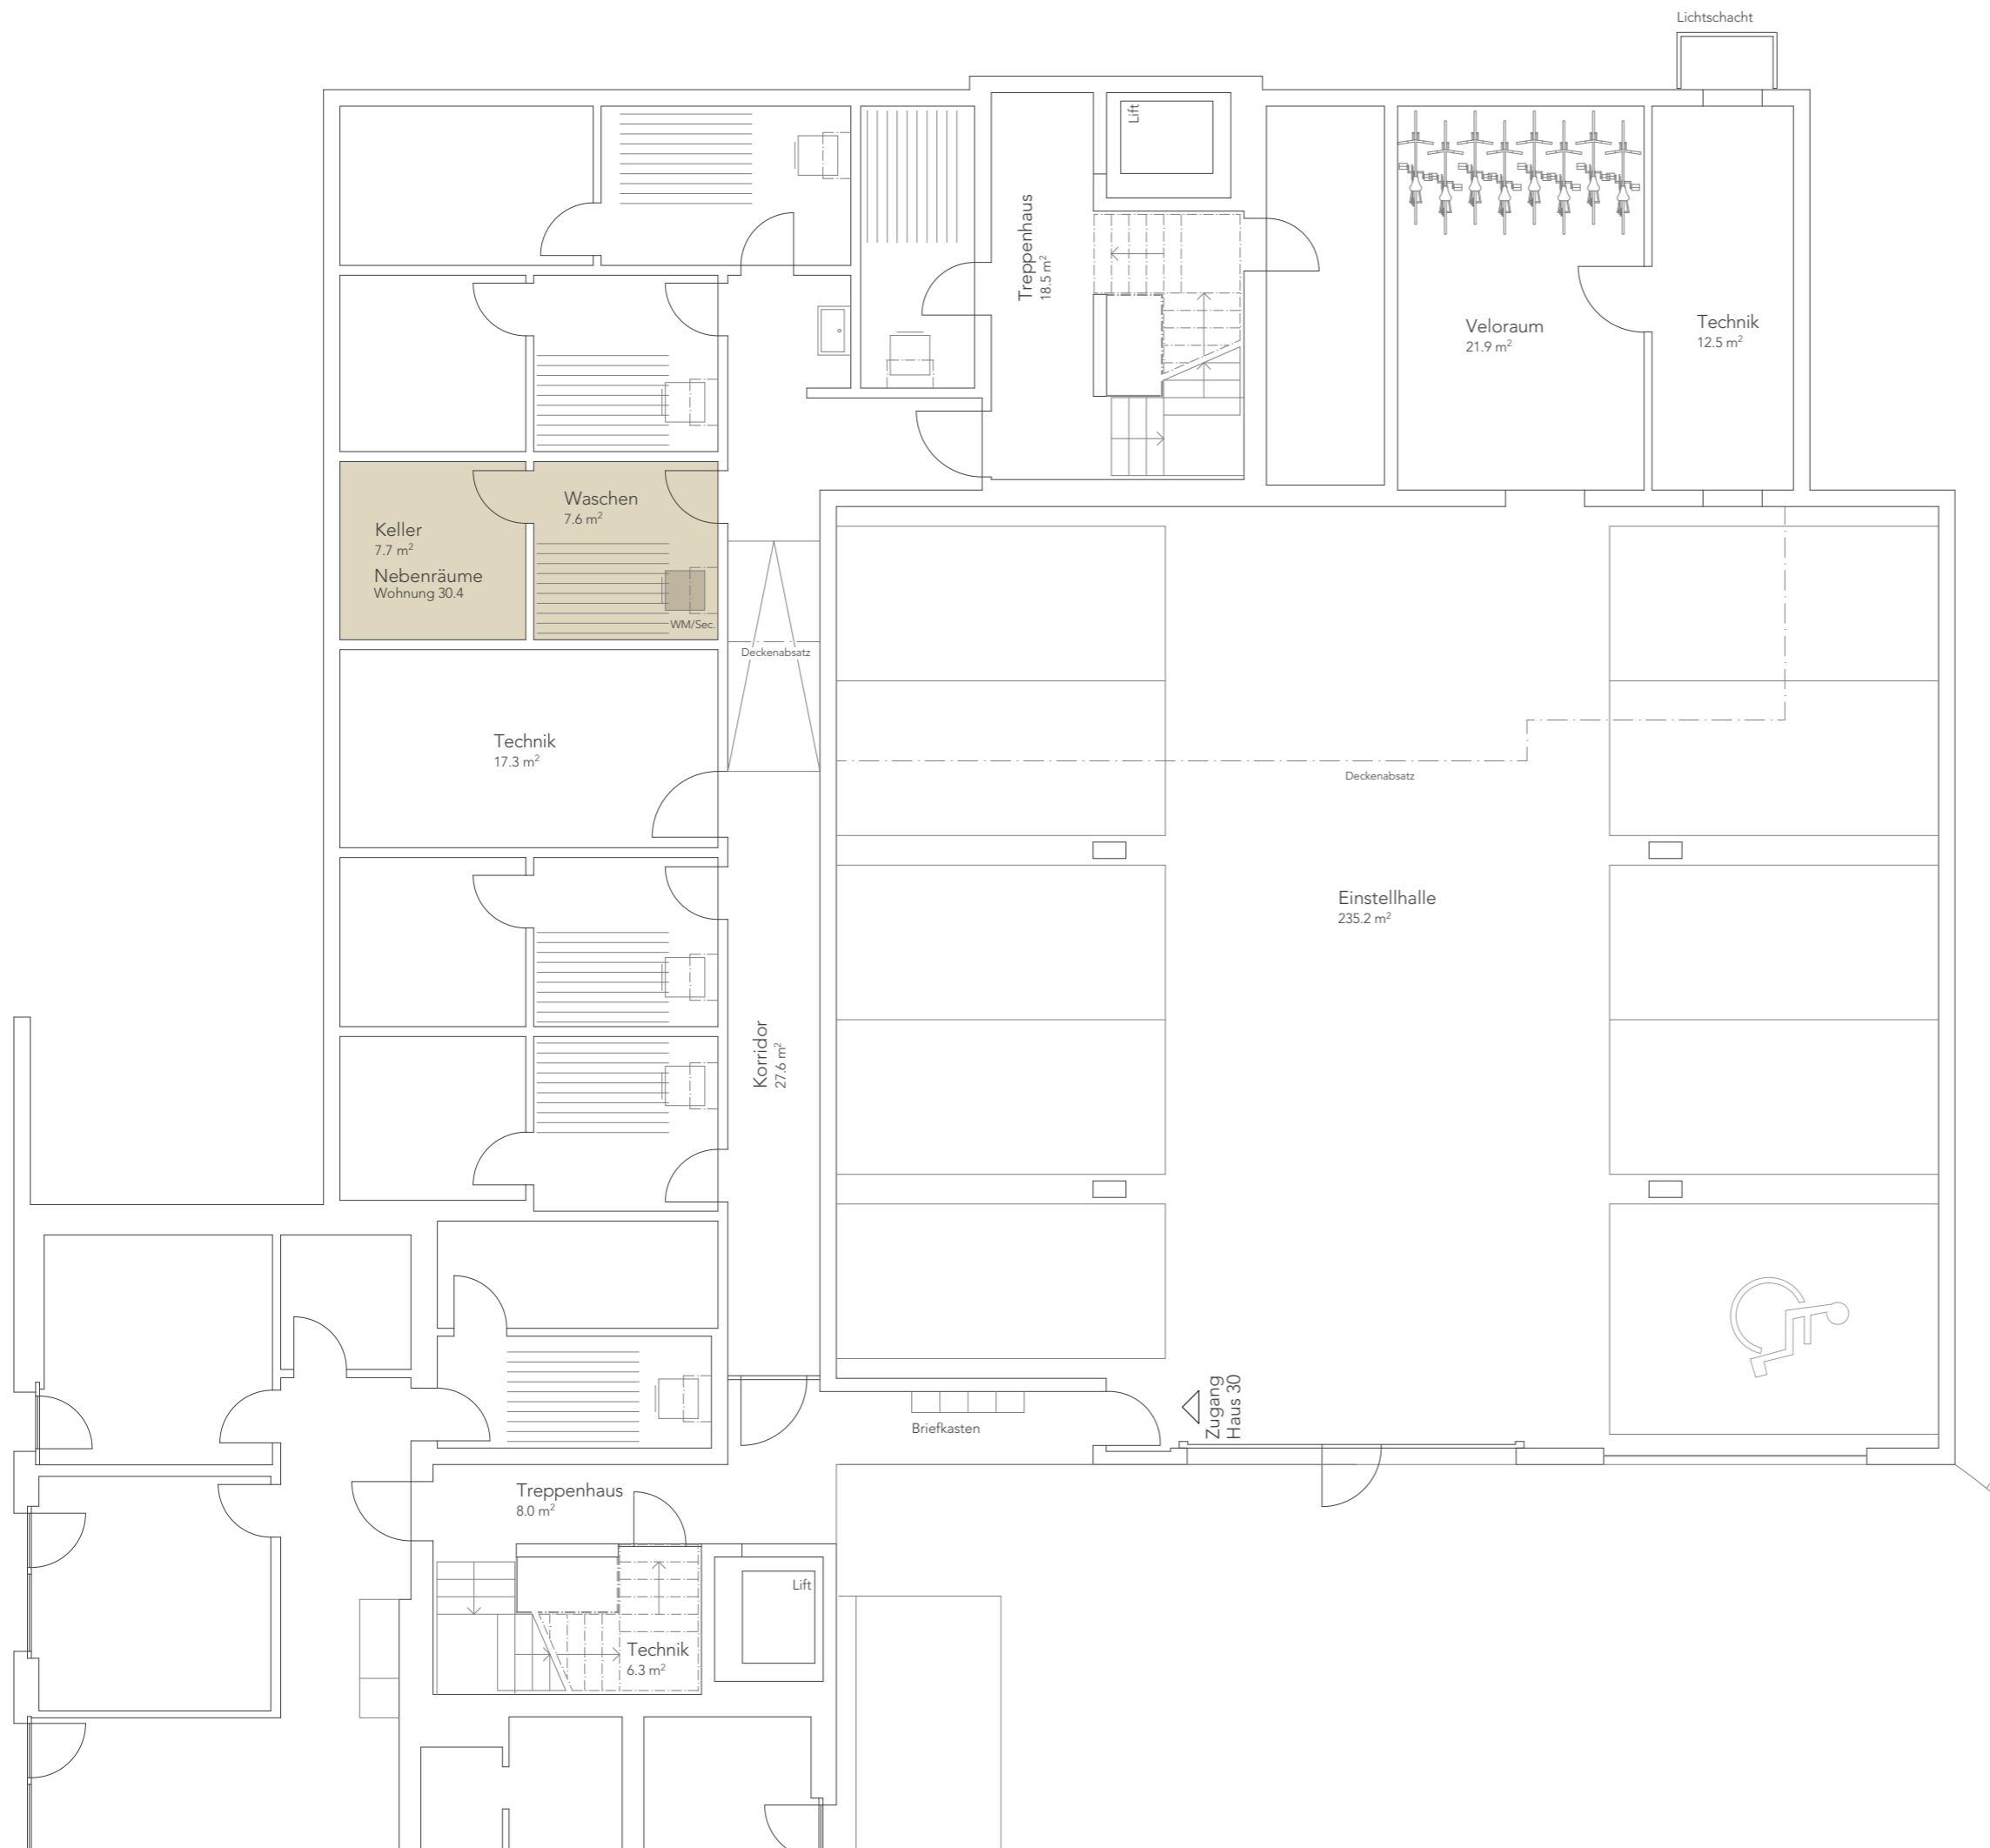 Lichtschacht
Lift
Treppenhaus
18.5 m²
Veloraum
21.9 m²
Technik
12.5 m²
Waschen
7.6 m²
Keller
7.7 m²
Nebenräume
Wohnung 30.4
WM/Sec.
Deckenabsatz
Technik
17.3 m²
Deckenabsatz
Einstellhalle
235.2 m²
Korridor
27.6 m²
Zugang
Haus 30
Briefkasten
Treppenhaus
8.0 m²
Lift
Technik
6.3 m²